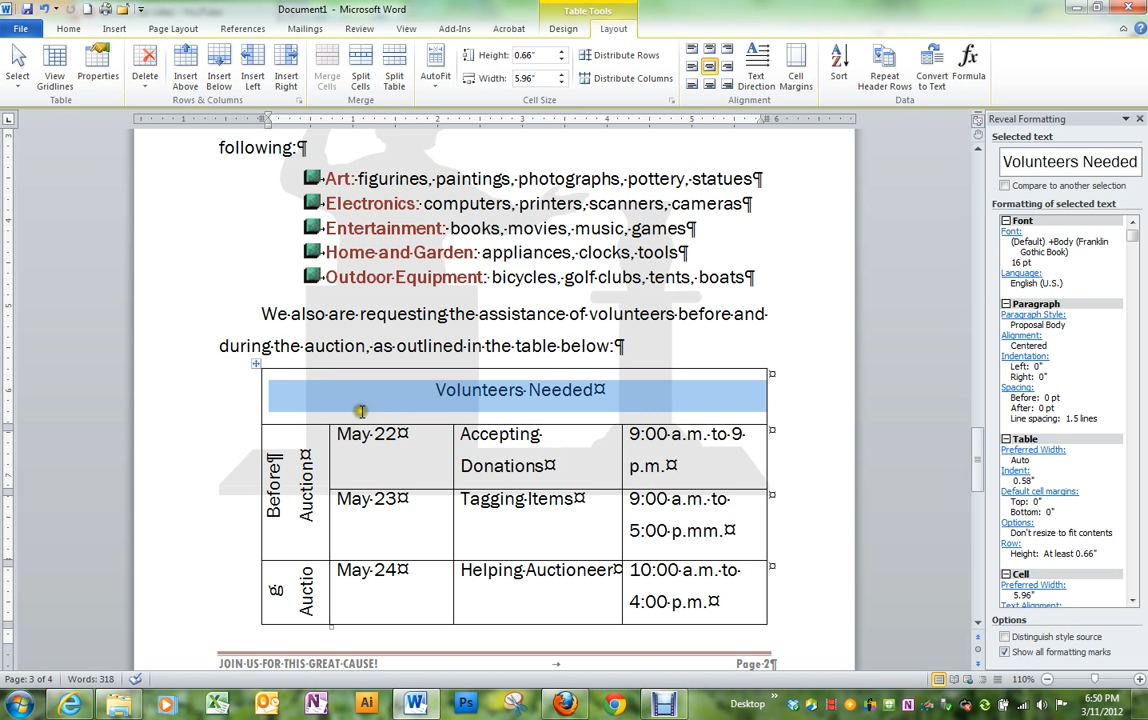 Document1 - Microsoft Word
Table Tools
File Home Insert Page Layout References Mailings Review View Add-Ins Acrobat Design Layout
Select
View Gridlines
Properties
Delete
Insert Above
Insert Below
Insert Left
Insert Right
Merge Cells
Split Cells
Split Table
AutoFit
Height: 0.66"
Width: 5.96"
Distribute Rows
Distribute Columns
Text Direction
Cell Margins
Sort
Repeat Header Rows
Convert to Text
Formula
Table Rows & Columns Merge Cell Size Alignment Data
following:¶
Art:·figurines,·paintings,·photographs,·pottery,·statues¶
Electronics:·computers,·printers,·scanners,·cameras¶
Entertainment:·books,·movies,·music,·games¶
Home·and·Garden:·appliances,·clocks,·tools¶
Outdoor·Equipment:·bicycles,·golf·clubs,·tents,·boats¶
We·also·are·requesting·the·assistance·of·volunteers·before·and·
during·the·auction,·as·outlined·in·the·table·below:¶
Volunteers·Needed¤
Before¶
Auction¤
May·22¤
Accepting·
Donations¤
9:00·a.m.·to·9·
p.m.¤
May·23¤
Tagging·Items¤
9:00·a.m.·to·
5:00·p.mm.¤
g
Auctio
May·24¤
Helping·Auctioneer¤
10:00·a.m.·to·
4:00·p.m.¤
JOIN·US·FOR·THIS·GREAT·CAUSE! → Page·2¶
Reveal Formatting
Selected text
Volunteers Needed
Compare to another selection
Formatting of selected text
Font
Font:
(Default) +Body (Franklin
Gothic Book)
16 pt
Language:
English (U.S.)
Paragraph
Paragraph Style:
Proposal Body
Alignment:
Centered
Indentation:
Left: 0"
Right: 0"
Spacing:
Before: 0 pt
After: 0 pt
Line spacing: 1.5 lines
Table
Preferred Width:
Auto
Indent:
0.58"
Default cell margins:
Top: 0"
Bottom: 0"
Options:
Don't resize to fit contents
Row:
Height: At least 0.66"
Cell
Preferred Width:
5.96"
Text Alignment:
Options
Distinguish style source
Show all formatting marks
Page: 3 of 4 Words: 318
110%
Desktop
6:50 PM
3/11/2012